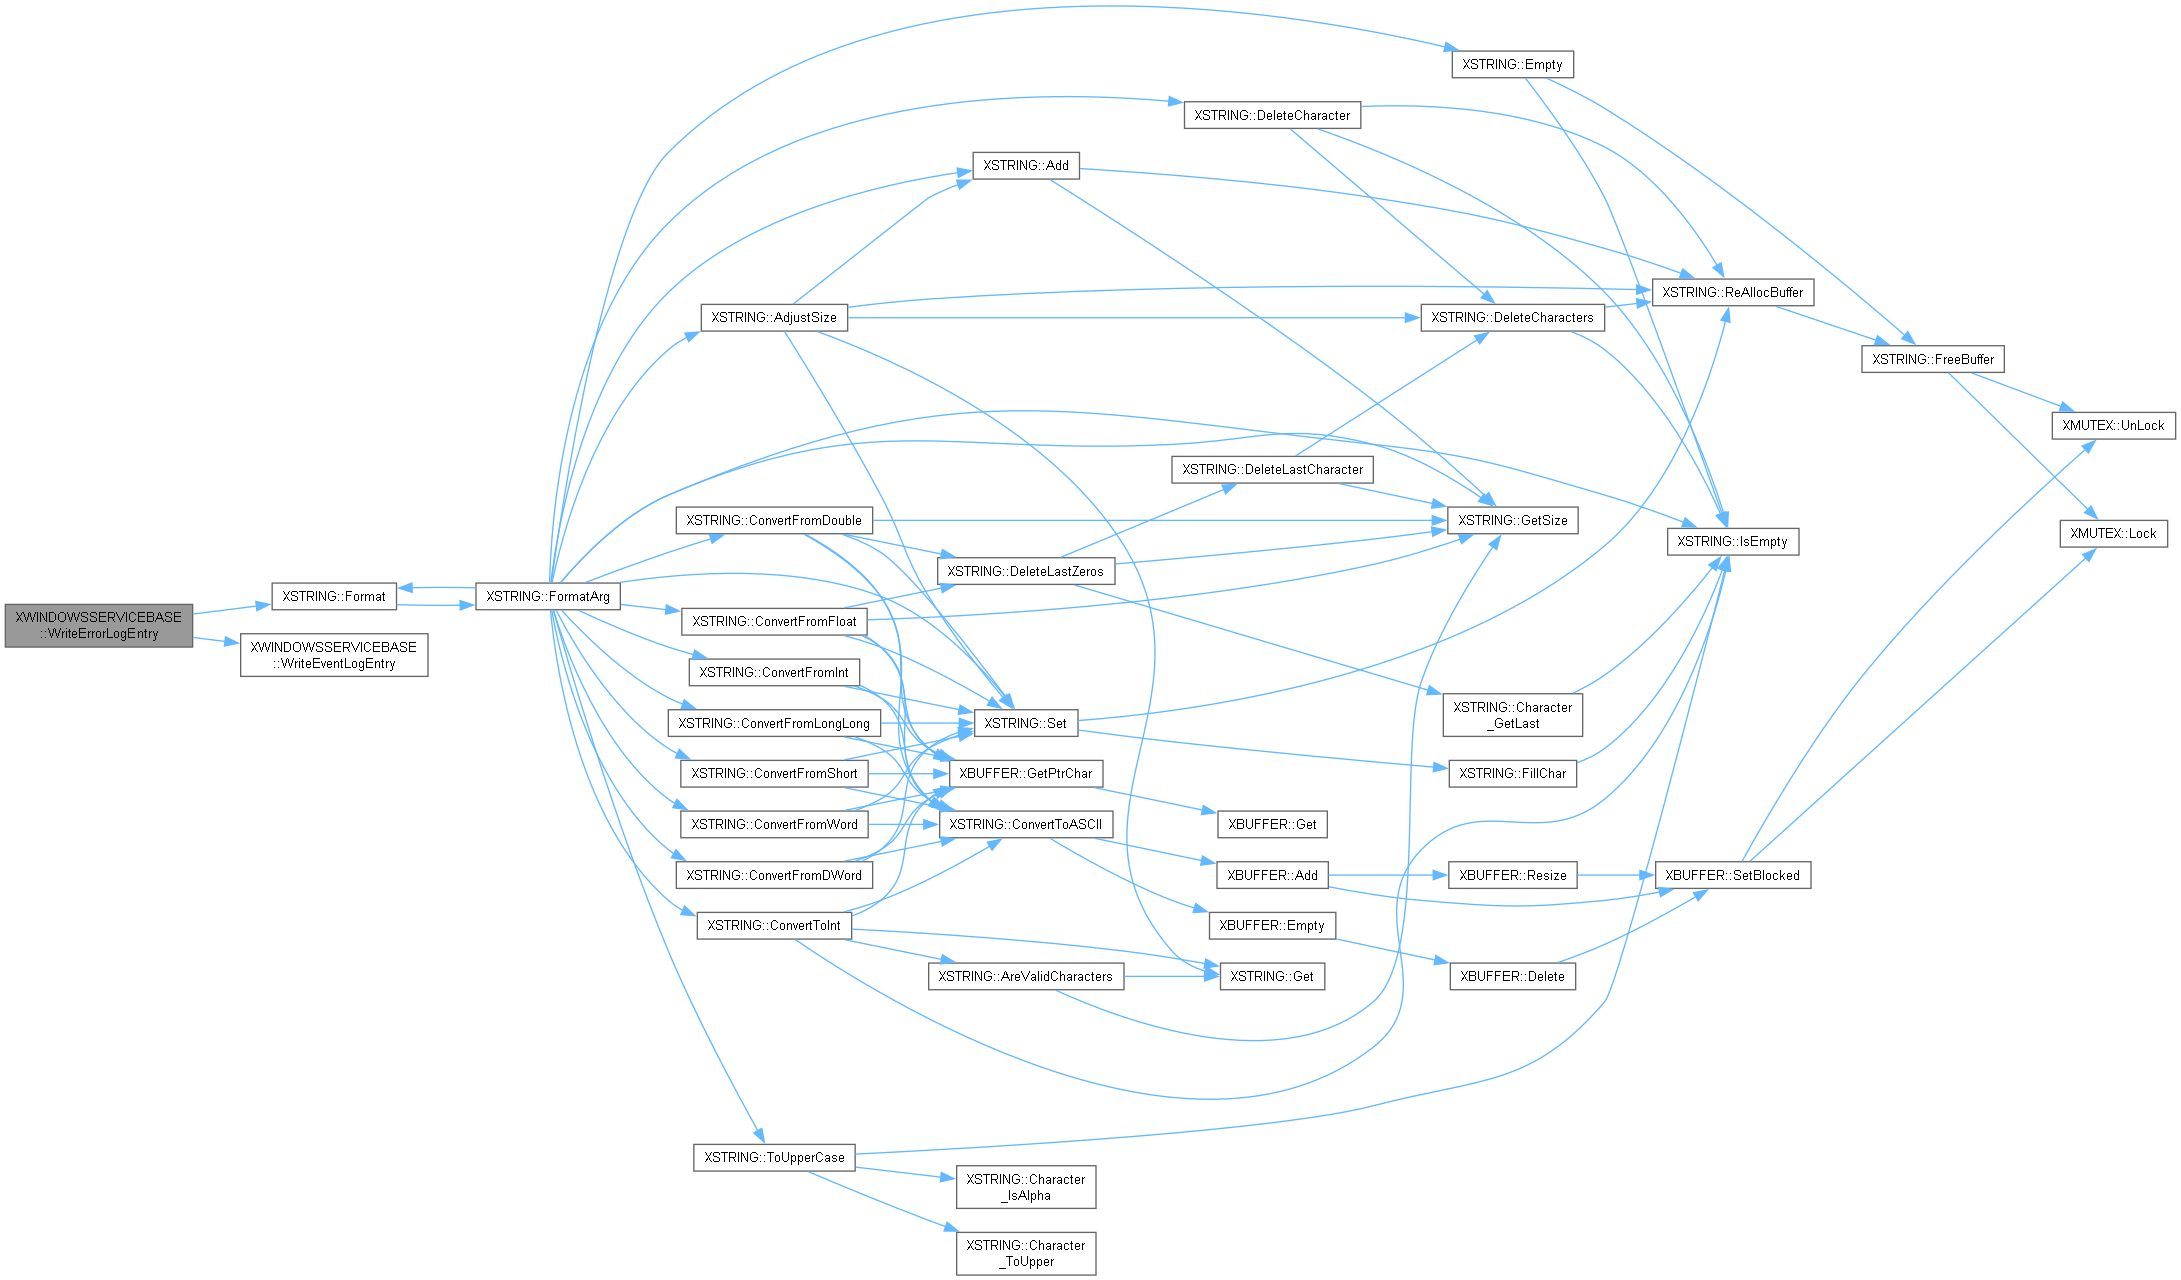 XWINDOWSSERVICEBASE
::WriteErrorLogEntry
XSTRING::Format
XWINDOWSSERVICEBASE
::WriteEventLogEntry
XSTRING::FormatArg
XSTRING::AdjustSize
XSTRING::ConvertFromDouble
XSTRING::ConvertFromFloat
XSTRING::ConvertFromInt
XSTRING::ConvertFromLongLong
XSTRING::ConvertFromShort
XSTRING::ConvertFromWord
XSTRING::ConvertFromDWord
XSTRING::ConvertToInt
XSTRING::ToUpperCase
XSTRING::Add
XSTRING::DeleteLastZeros
XSTRING::Set
XBUFFER::GetPtrChar
XSTRING::ConvertToASCII
XSTRING::AreValidCharacters
XSTRING::Character
_IsAlpha
XSTRING::Character
_ToUpper
XSTRING::DeleteCharacter
XSTRING::DeleteLastCharacter
XBUFFER::Get
XBUFFER::Add
XBUFFER::Empty
XSTRING::Get
XSTRING::Empty
XSTRING::DeleteCharacters
XSTRING::GetSize
XSTRING::Character
_GetLast
XSTRING::FillChar
XBUFFER::Resize
XBUFFER::Delete
XSTRING::ReAllocBuffer
XSTRING::IsEmpty
XBUFFER::SetBlocked
XSTRING::FreeBuffer
XMUTEX::UnLock
XMUTEX::Lock